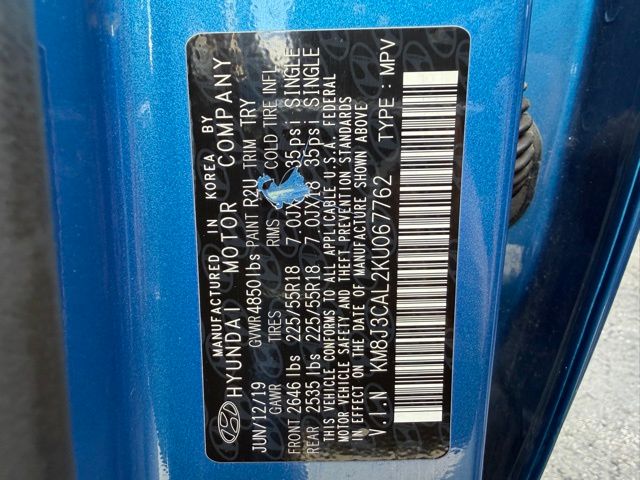 MANUFACTURED IN KOREA BY
HYUNDAI MOTOR COMPANY
JUN/12/19 GVWR4850lbs PAINT R2U TRIM TRY
GAWR TIRES RIMS COLD TIRE INFL
FRONT 2646 lbs 225/55R18 7.0JX18 35psi SINGLE
REAR 2535 lbs 225/55R18 7.0JX18 35psi SINGLE
THIS VEHICLE CONFORMS TO ALL APPLICABLE U.S.A. FEDERAL
MOTOR VEHICLE SAFETY AND THEFT PREVENTION STANDARDS
IN EFFECT ON THE DATE OF MANUFACTURE SHOWN ABOVE.
V.I.N KM8J3CAL2KU067762 TYPE : MPV